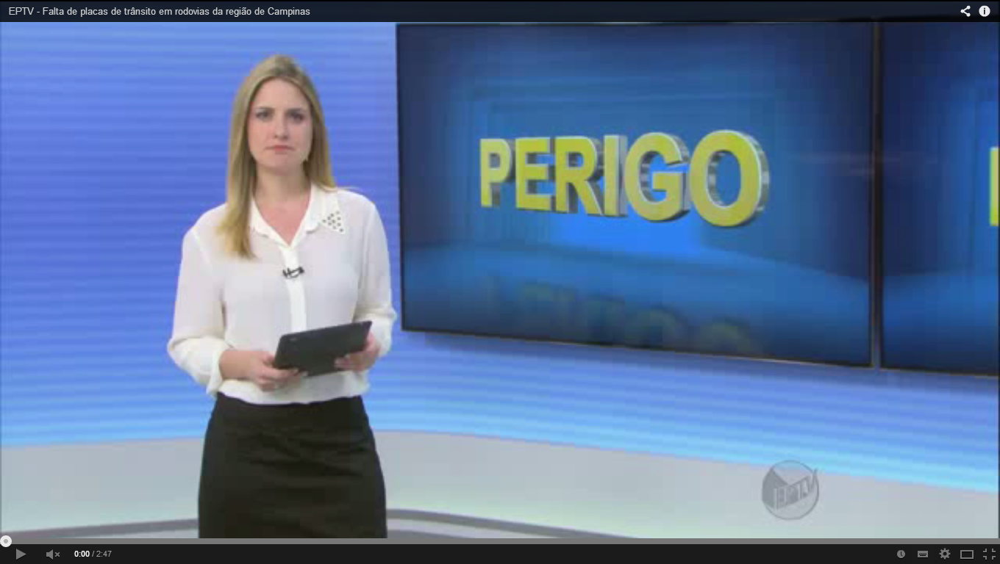 EPTV - Falta de placas de trânsito em rodovias da região de Campinas
PERIGO
EPTV
0:00 / 2:47